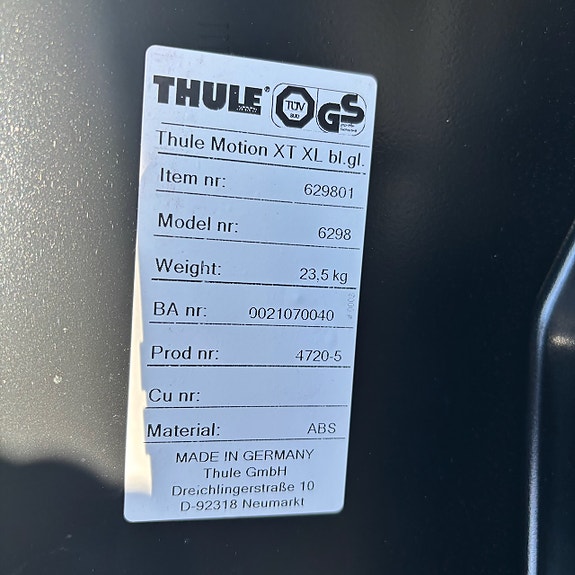 THULE®
TÜV
SÜD
GS
Thule Motion XT XL bl.gl.
Item nr: 629801
Model nr: 6298
Weight: 23,5 kg
BA nr: 0021070040
Prod nr: 4720-5
Cu nr:
Material: ABS
MADE IN GERMANY
Thule GmbH
Dreichlingerstraße 10
D-92318 Neumarkt